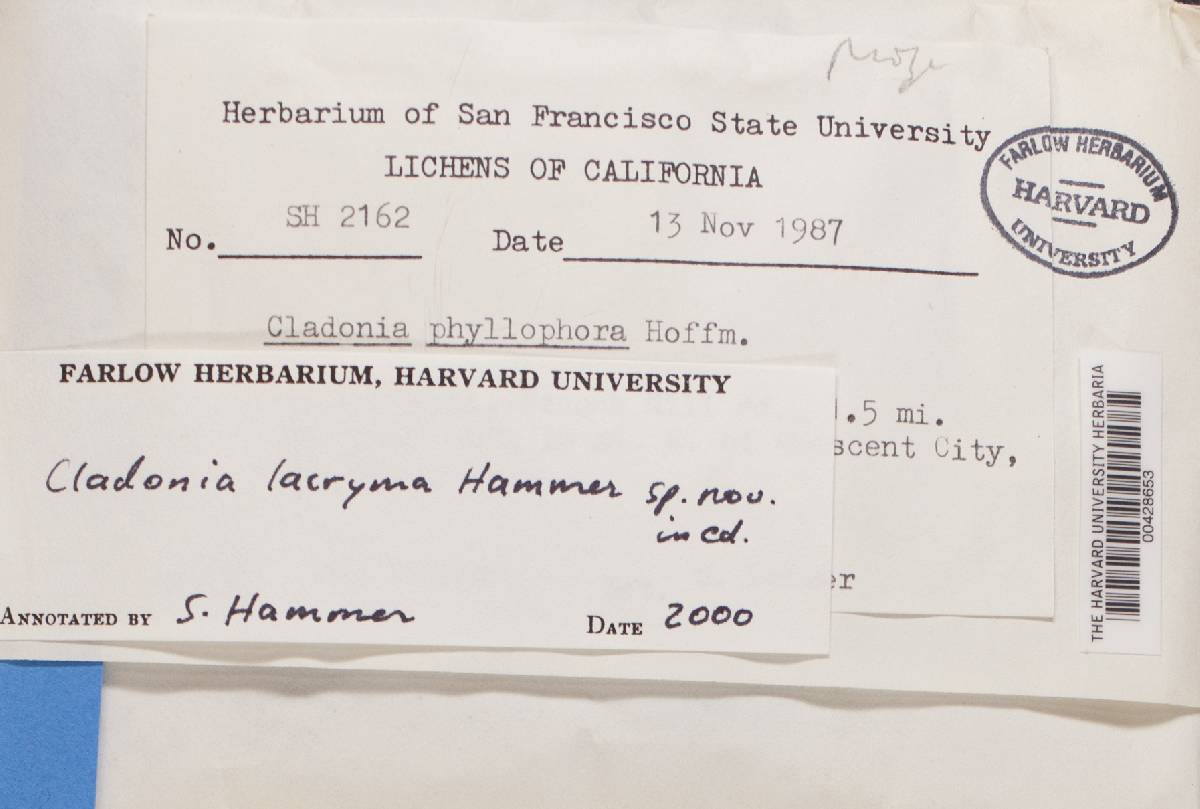 Herbarium of San Francisco State University
LICHENS OF CALIFORNIA
No. SH 2162 Date 13 Nov 1987
Cladonia phyllophora Hoffm.
.5 mi.
scent City,
er
FARLOW HERBARIUM
HARVARD
UNIVERSITY
FARLOW HERBARIUM, HARVARD UNIVERSITY
Cladonia lacryma Hammer sp. nov.
in ed.
ANNOTATED BY S. Hammer DATE 2000
THE HARVARD UNIVERSITY HERBARIA
00428653